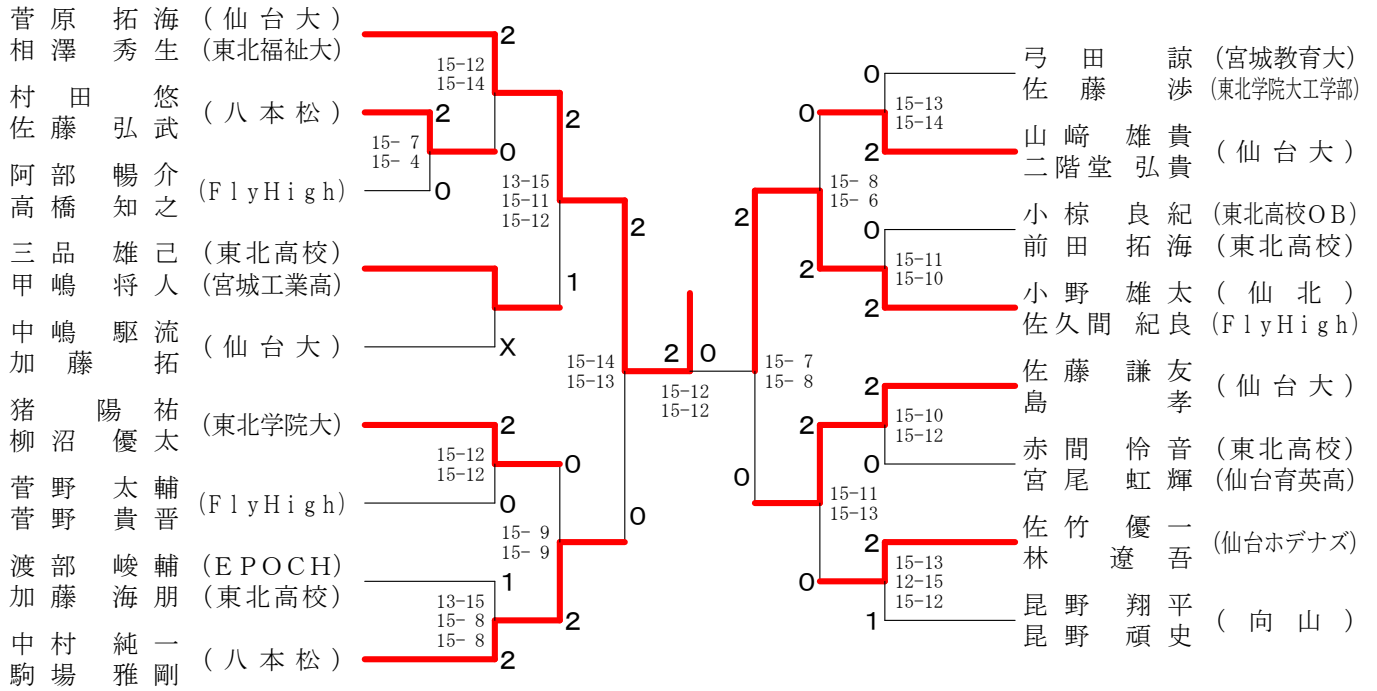 菅原 拓海 (仙台大)
相澤 秀生 (東北福祉大)
2
15-12
15-14
村田 悠
佐藤 弘武
(八本松)
2
15- 7
15- 4
0
2
阿部 暢介
高橋 知之
(FlyHigh)
0
13-15
15-11
15-12
2
三品 雄己 (東北高校)
甲嶋 将人 (宮城工業高)
1
中嶋 駆流
加藤 拓
(仙台大)
X
15-14
15-13
猪 陽祐
柳沼 優太
(東北学院大)
2
15-12
15-12
0
菅野 太輔
菅野 貴晋
(FlyHigh)
0
15- 9
15- 9
0
渡部 峻輔 (EPOCH)
加藤 海朋 (東北高校)
1
13-15
15- 8
15- 8
2
中村 純一
駒場 雅剛
(八本松)
2
2 0
15-12
15-12
弓田 諒 (宮城教育大)
佐藤 渉 (東北学院大工学部)
0
15-13
15-14
0
山﨑 雄貴
二階堂 弘貴
(仙台大)
2
15- 8
15- 6
2
小椋 良紀 (東北高校OB)
前田 拓海 (東北高校)
0
15-11
15-10
2
小野 雄太 (仙北)
佐久間 紀良 (FlyHigh)
2
15- 7
15- 8
佐藤 謙友
島 孝
(仙台大)
2
15-10
15-12
2
赤間 怜音 (東北高校)
宮尾 虹輝 (仙台育英高)
0
0
15-11
15-13
佐竹 優一
林 遼吾
(仙台ホデナズ)
2
15-13
12-15
15-12
0
昆野 翔平
昆野 頑史
(向山)
1